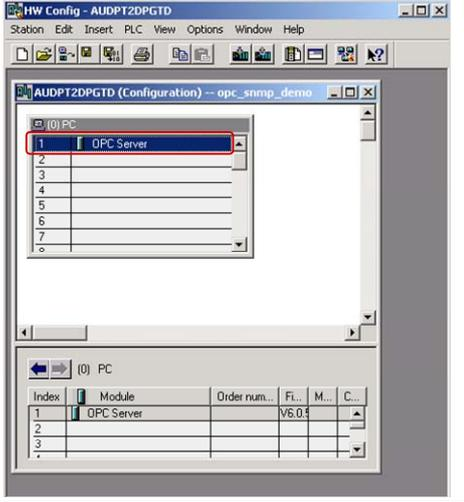 HW Config - AUDPT2DPGTD
Station Edit Insert PLC View Options Window Help
AUDPT2DPGTD (Configuration) -- opc_snmp_demo
(0) PC
1 OPC Server
2
3
4
5
6
7
(0) PC
Index Module Order num... Fi... M... C...
1 OPC Server V6.0.5
2
3